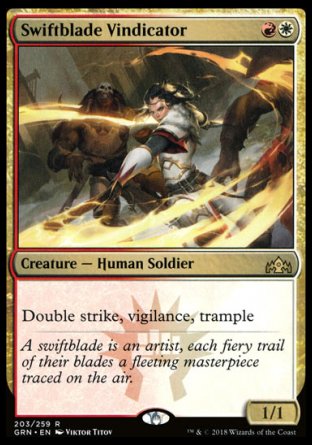 Swiftblade Vindicator
Creature — Human Soldier
Double strike, vigilance, trample
A swiftblade is an artist, each fiery trail
of their blades a fleeting masterpiece
traced on the air.
1/1
203/259 R
GRN • EN Viktor Titov
™ & © 2018 Wizards of the Coast